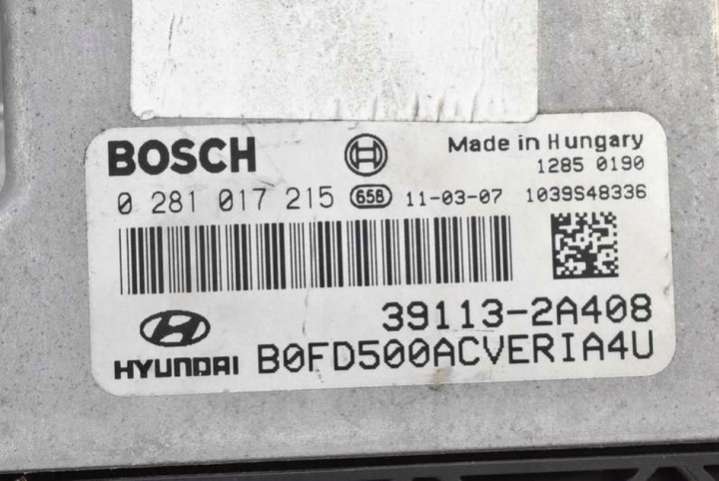 BOSCH
Made in Hungary
1285 0190
0 281 017 215 658 11-03-07 1039S48336
39113-2A408
HYUNDAI B0FD500ACVERIA4U